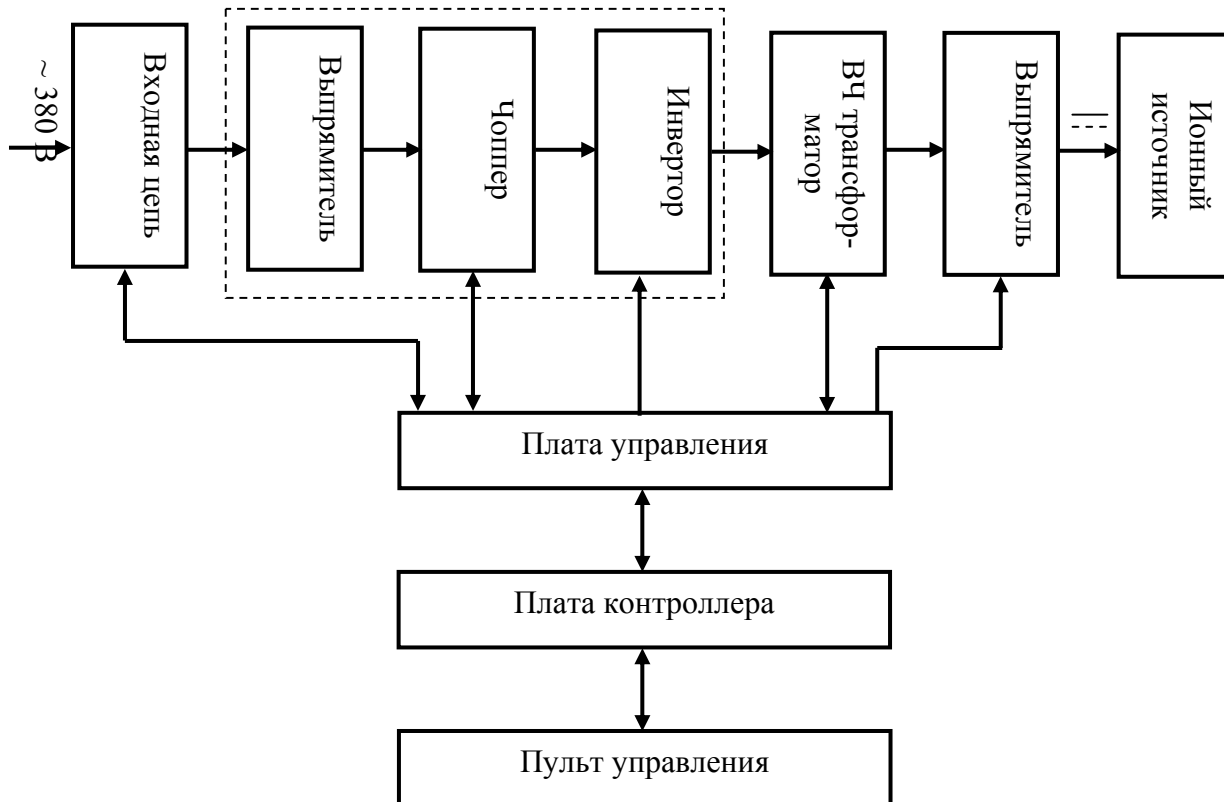 ~ 380 В
Входная цепь
Выпрямитель
Чоппер
Инвертор
ВЧ трансфор-
матор
Выпрямитель
Ионный
источник
Плата управления
Плата контроллера
Пульт управления